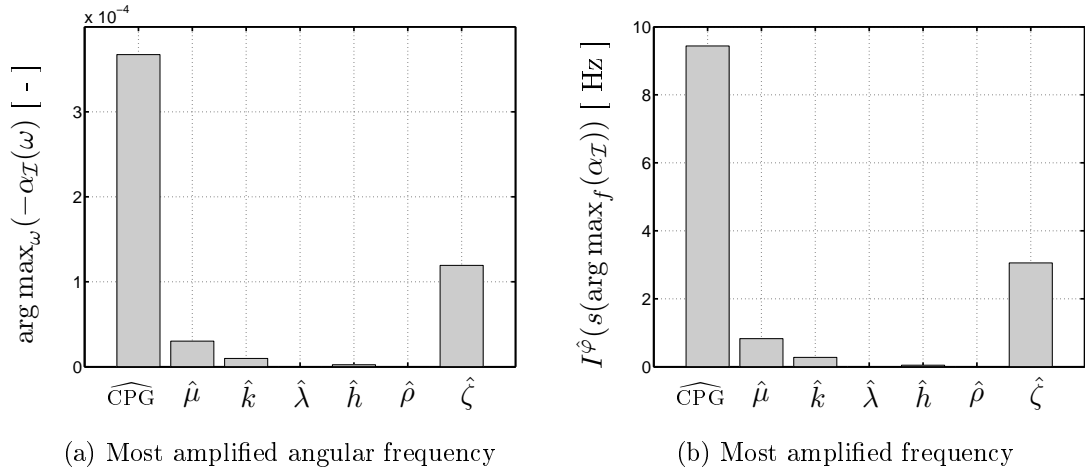 x 10⁻⁴
3
2
1
0
arg max_ω(−α_ℐ(ω) [ - ]
CPG μ̂ k̂ λ̂ ĥ ρ̂ ζ̂
(a) Most amplified angular frequency
10
8
6
4
2
0
I^φ̂(s(arg max_f(α_ℐ)) [ Hz ]
CPG μ̂ k̂ λ̂ ĥ ρ̂ ζ̂
(b) Most amplified frequency